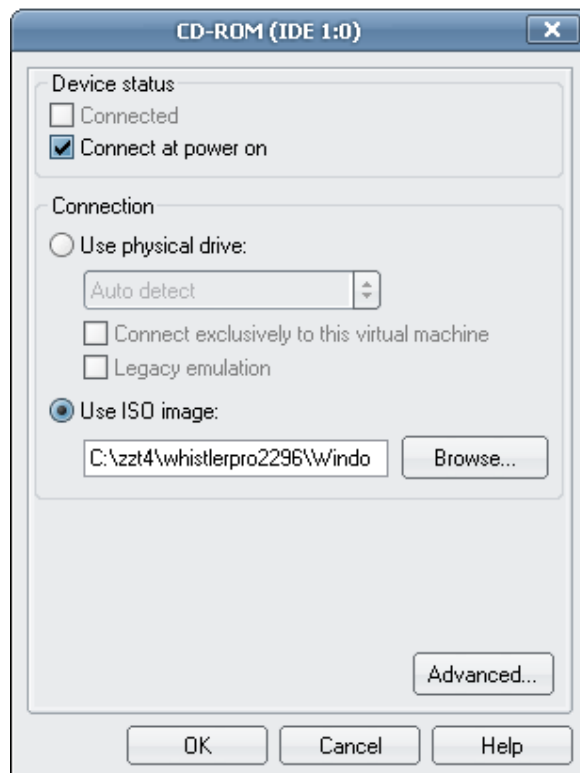 CD-ROM (IDE 1:0)
Device status
Connected
Connect at power on
Connection
Use physical drive:
Auto detect
Connect exclusively to this virtual machine
Legacy emulation
Use ISO image:
C:\zzt4\whistlerpro2296\Windo
Browse...
Advanced...
OK Cancel Help